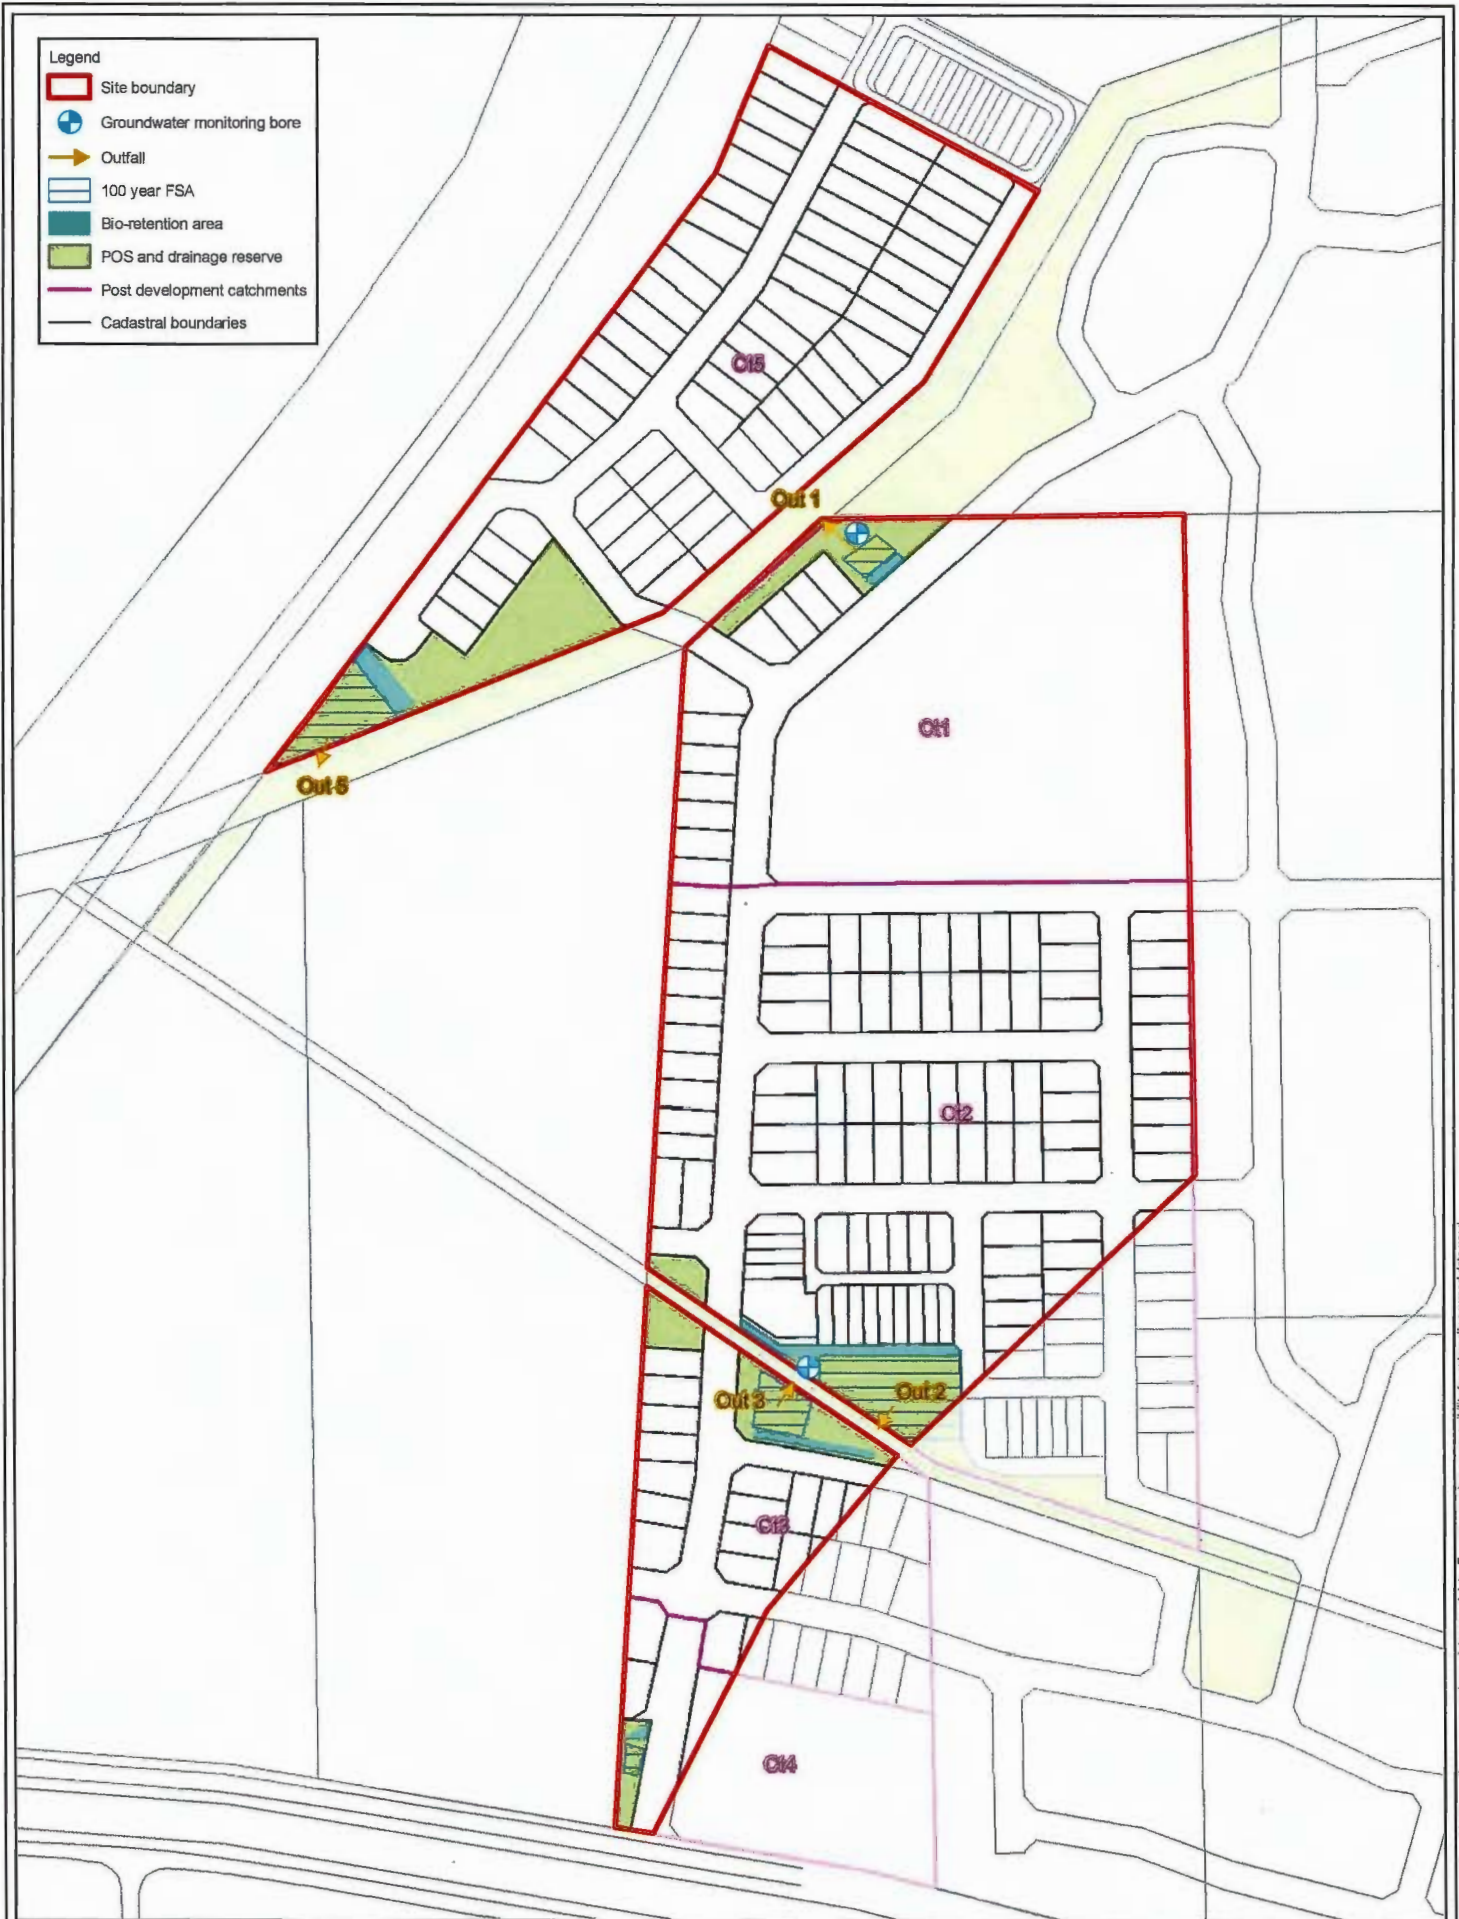 Legend
Site boundary
Groundwater monitoring bore
Outfall
100 year FSA
Bio-retention area
POS and drainage reserve
Post development catchments
Cadastral boundaries
Ct5
Out 1
Ct1
Out 5
Ct2
Out 3
Out 2
Ct3
Ct4